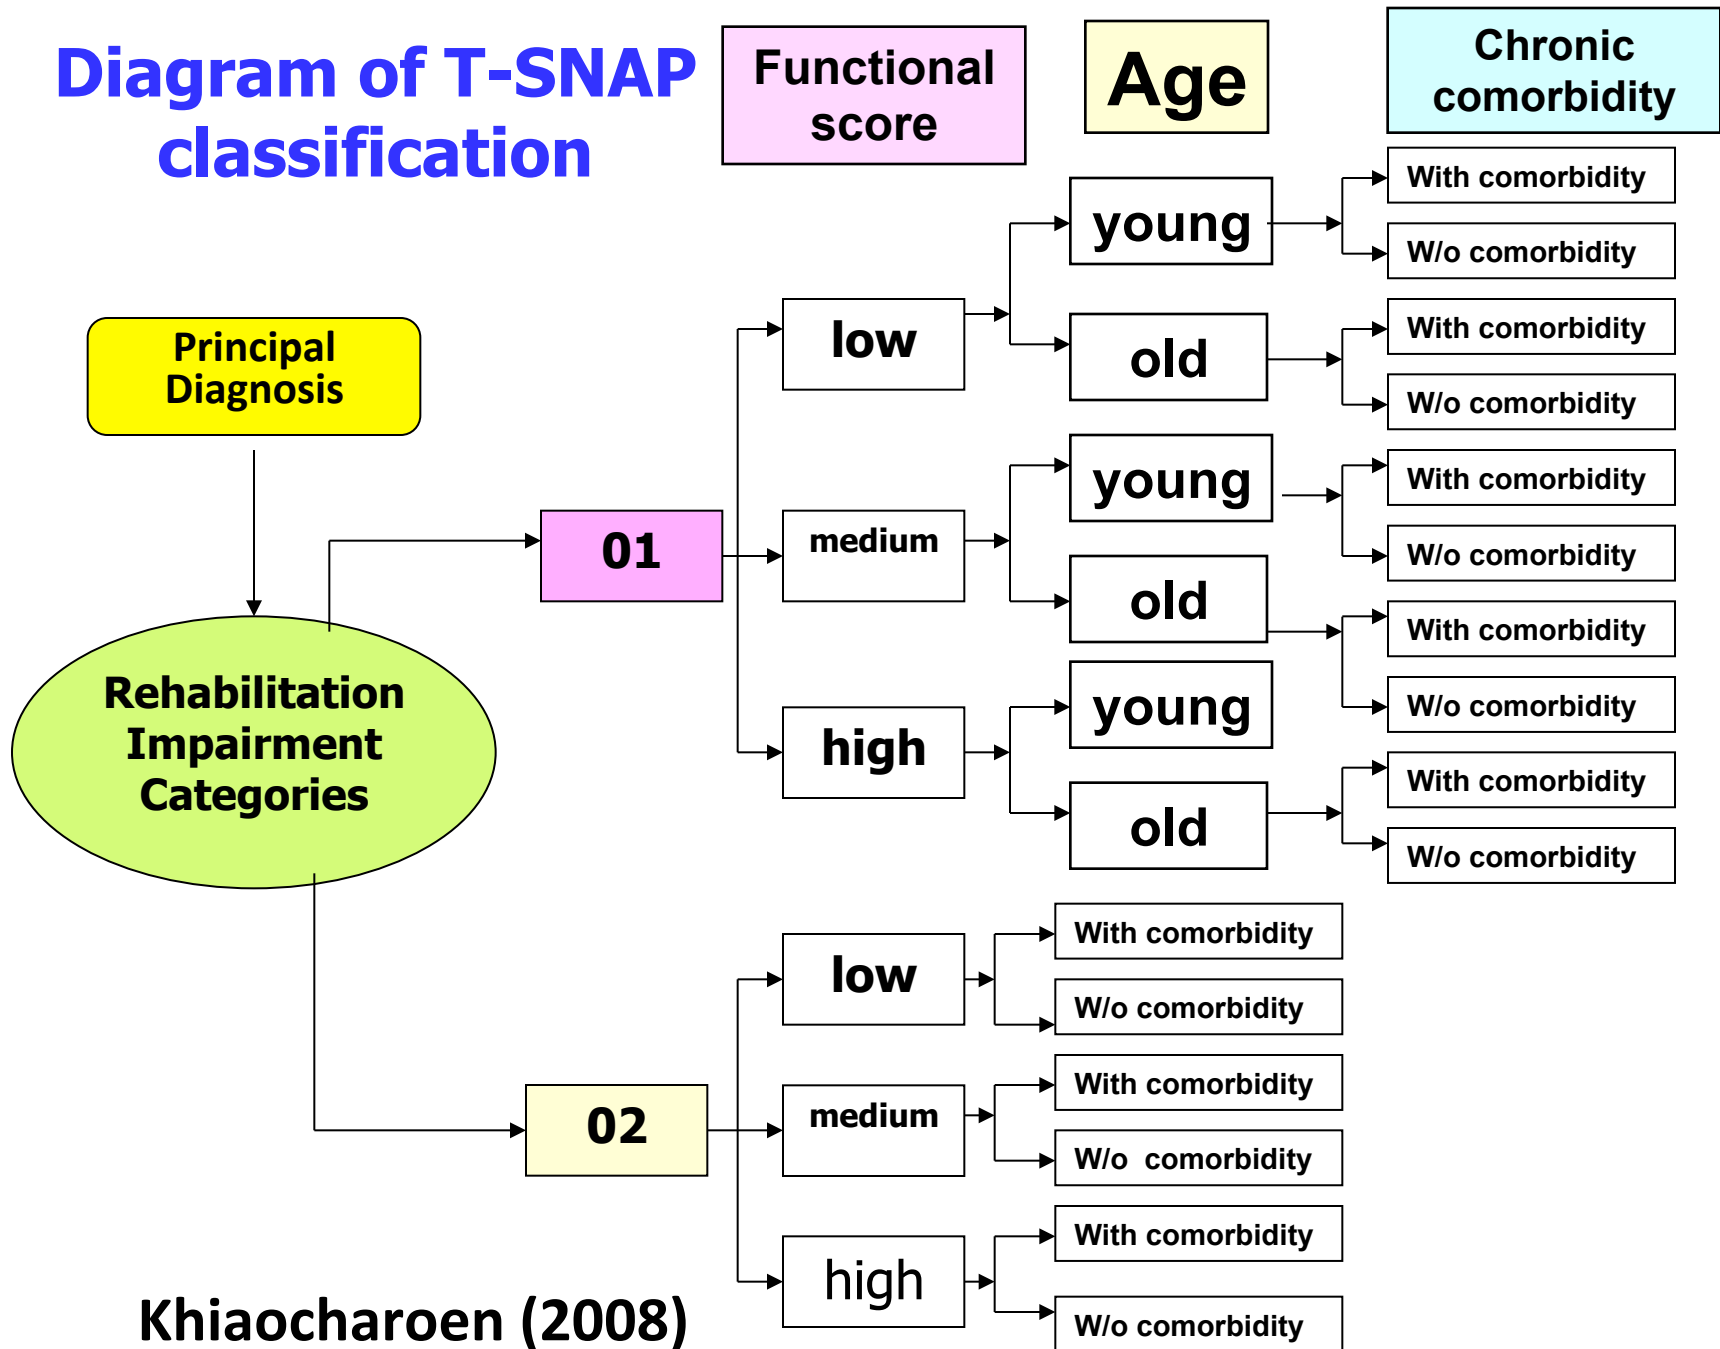 Diagram of T-SNAP
classification
Functional
score
Age
Chronic
comorbidity
Principal
Diagnosis
Rehabilitation
Impairment
Categories
01
low
young
With comorbidity
W/o comorbidity
old
With comorbidity
W/o comorbidity
medium
young
With comorbidity
W/o comorbidity
old
With comorbidity
W/o comorbidity
high
young
old
With comorbidity
W/o comorbidity
02
low
With comorbidity
W/o comorbidity
medium
With comorbidity
W/o  comorbidity
high
With comorbidity
W/o comorbidity
Khiaocharoen (2008)